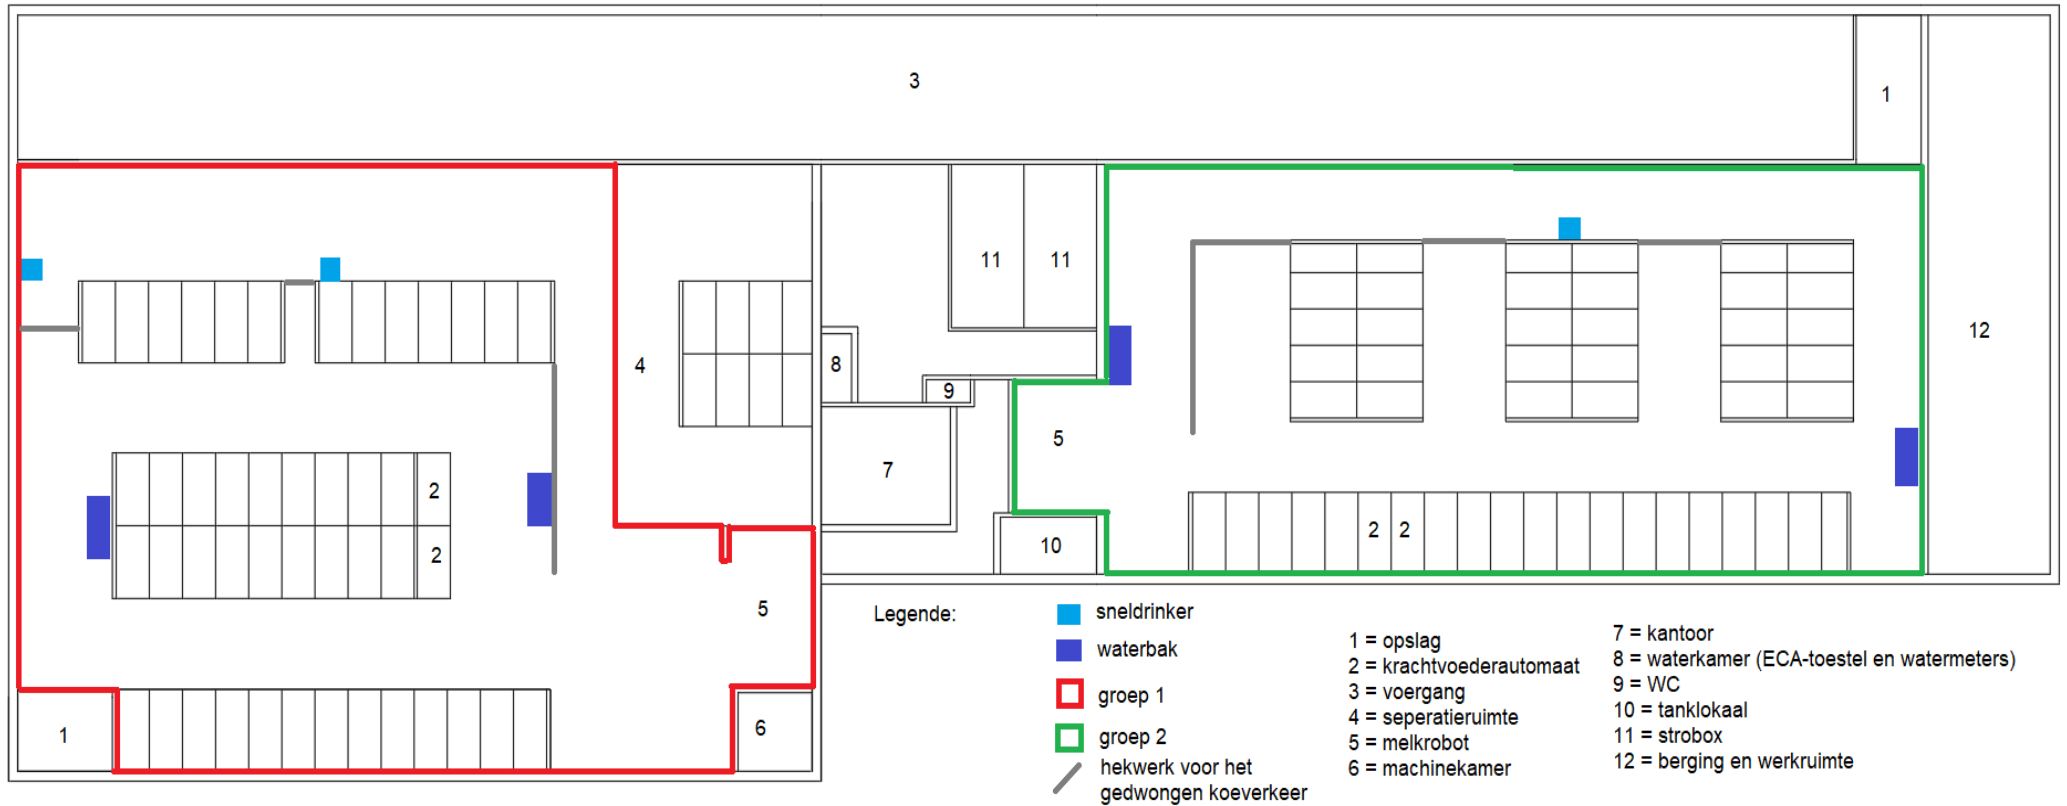 3
1
11
11
12
4
8
9
5
7
2
2
2
2
10
5
1
6
Legende:
sneldrinker
waterbak
groep 1
groep 2
hekwerk voor het
gedwongen koeverkeer
1 = opslag
2 = krachtvoederautomaat
3 = voergang
4 = seperatieruimte
5 = melkrobot
6 = machinekamer
7 = kantoor
8 = waterkamer (ECA-toestel en watermeters)
9 = WC
10 = tanklokaal
11 = strobox
12 = berging en werkruimte